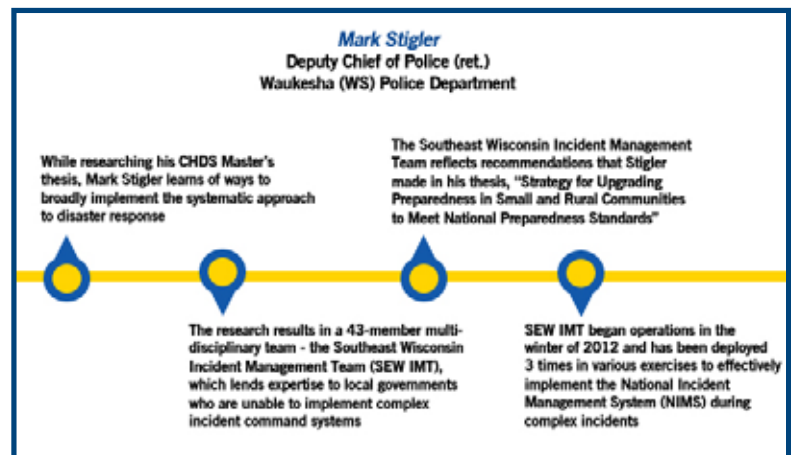 Mark Stigler
Deputy Chief of Police (ret.)
Waukesha (WS) Police Department
While researching his CHDS Master's
thesis, Mark Stigler learns of ways to
broadly implement the systematic approach
to disaster response
The research results in a 43-member multi-
disciplinary team - the Southeast Wisconsin
Incident Management Team (SEW IMT),
which lends expertise to local governments
who are unable to implement complex
incident command systems
The Southeast Wisconsin Incident Management
Team reflects recommendations that Stigler
made in his thesis, "Strategy for Upgrading
Preparedness in Small and Rural Communities
to Meet National Preparedness Standards"
SEW IMT began operations in the
winter of 2012 and has been deployed
3 times in various exercises to effectively
implement the National Incident
Management System (NIMS) during
complex incidents